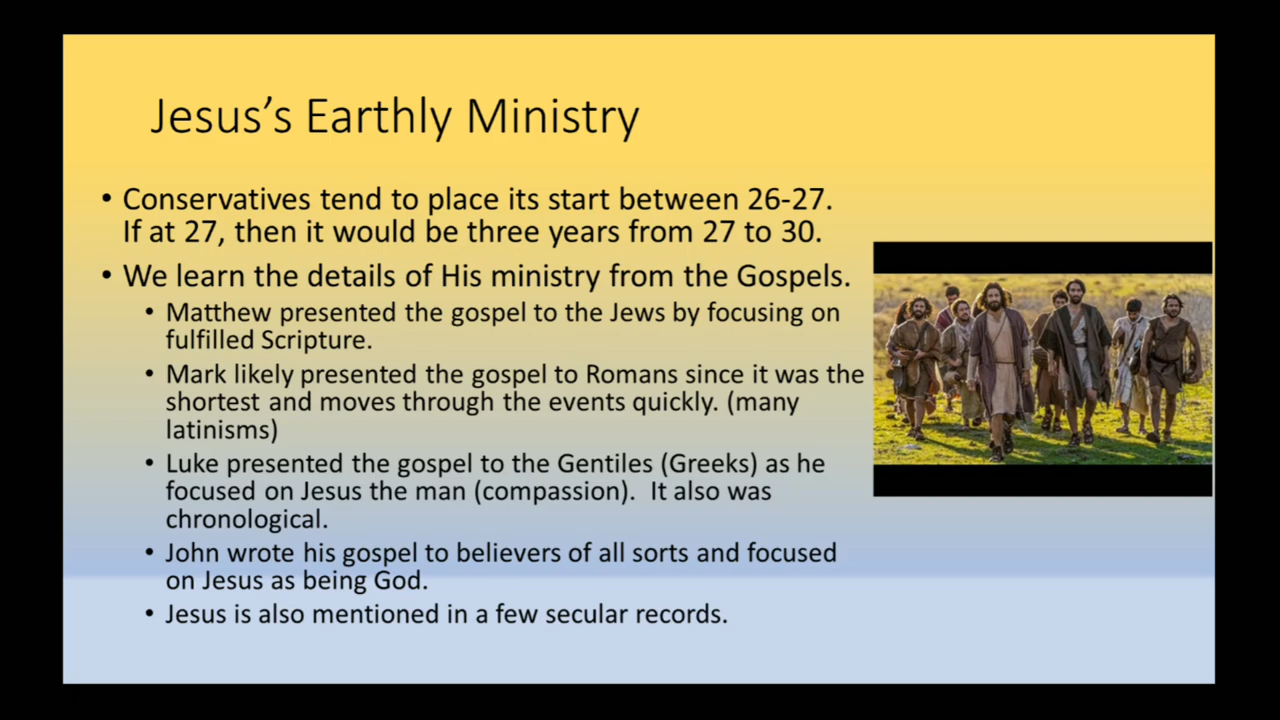 Jesus’s Earthly Ministry
• Conservatives tend to place its start between 26-27.
If at 27, then it would be three years from 27 to 30.
• We learn the details of His ministry from the Gospels.
• Matthew presented the gospel to the Jews by focusing on
fulfilled Scripture.
• Mark likely presented the gospel to Romans since it was the
shortest and moves through the events quickly. (many
latinisms)
• Luke presented the gospel to the Gentiles (Greeks) as he
focused on Jesus the man (compassion).  It also was
chronological.
• John wrote his gospel to believers of all sorts and focused
on Jesus as being God.
• Jesus is also mentioned in a few secular records.